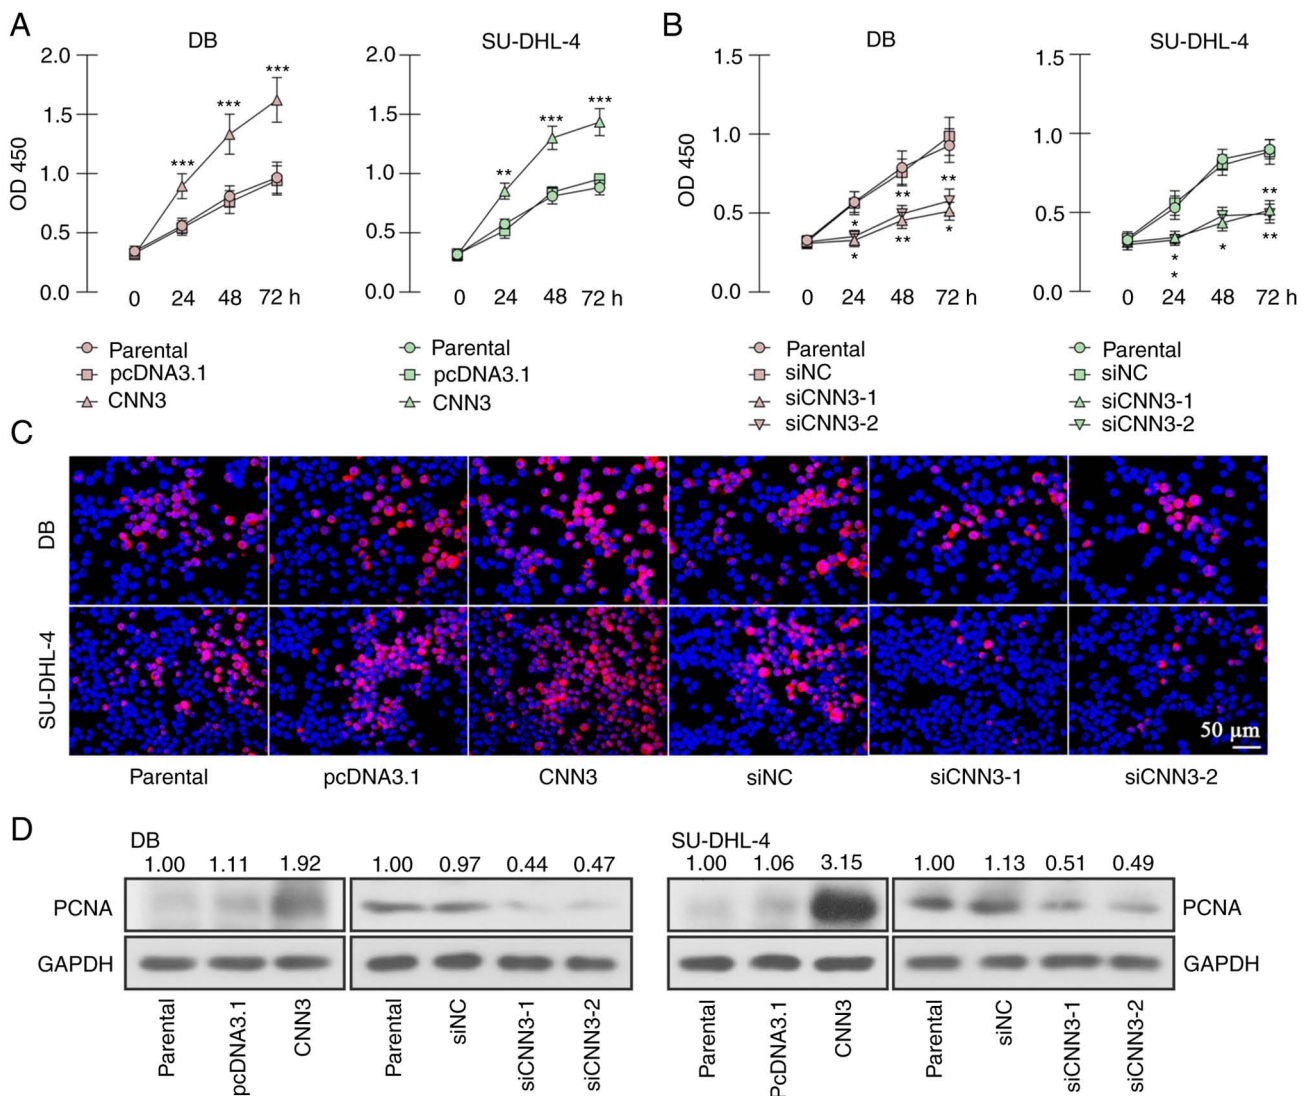 A
B
DB
SU-DHL-4
DB
SU-DHL-4
OD 450
2.0
1.5
1.0
0.5
0.0
0 24 48 72 h
*** *** ***
2.0
1.5
1.0
0.5
0.0
0 24 48 72 h
** *** ***
OD 450
1.5
1.0
0.5
0.0
0 24 48 72 h
* ** **
* ** *
1.5
1.0
0.5
0.0
0 24 48 72 h
**
* * **
*
Parental
pcDNA3.1
CNN3
Parental
pcDNA3.1
CNN3
Parental
siNC
siCNN3-1
siCNN3-2
Parental
siNC
siCNN3-1
siCNN3-2
C
DB
SU-DHL-4
50 µm
Parental pcDNA3.1 CNN3 siNC siCNN3-1 siCNN3-2
D
DB
1.00 1.11 1.92 1.00 0.97 0.44 0.47
SU-DHL-4
1.00 1.06 3.15 1.00 1.13 0.51 0.49
PCNA
PCNA
GAPDH
GAPDH
Parental
pcDNA3.1
CNN3
Parental
siNC
siCNN3-1
siCNN3-2
Parental
PcDNA3.1
CNN3
Parental
siNC
siCNN3-1
siCNN3-2